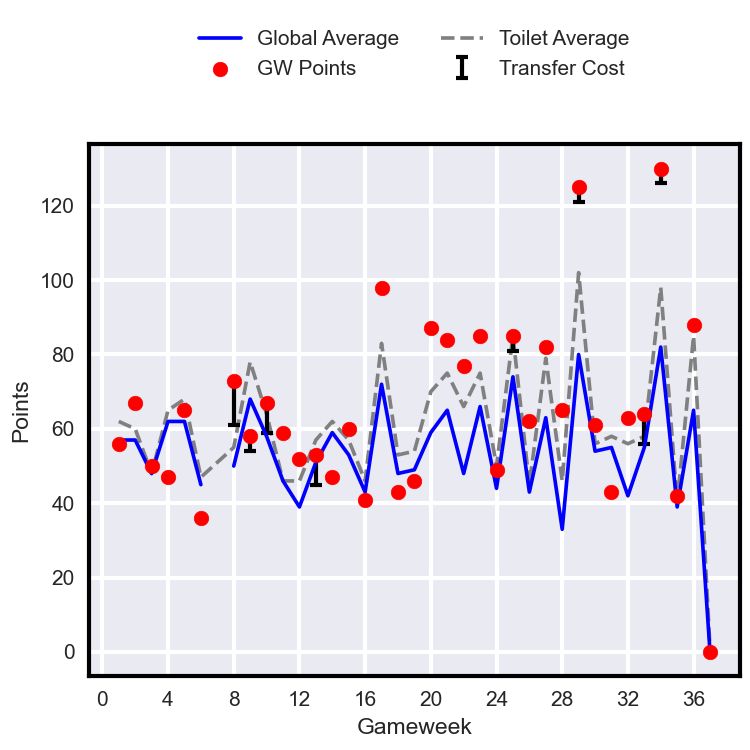 Global Average
Toilet Average
GW Points
Transfer Cost
Points
120
100
80
60
40
20
0
0 4 8 12 16 20 24 28 32 36
Gameweek